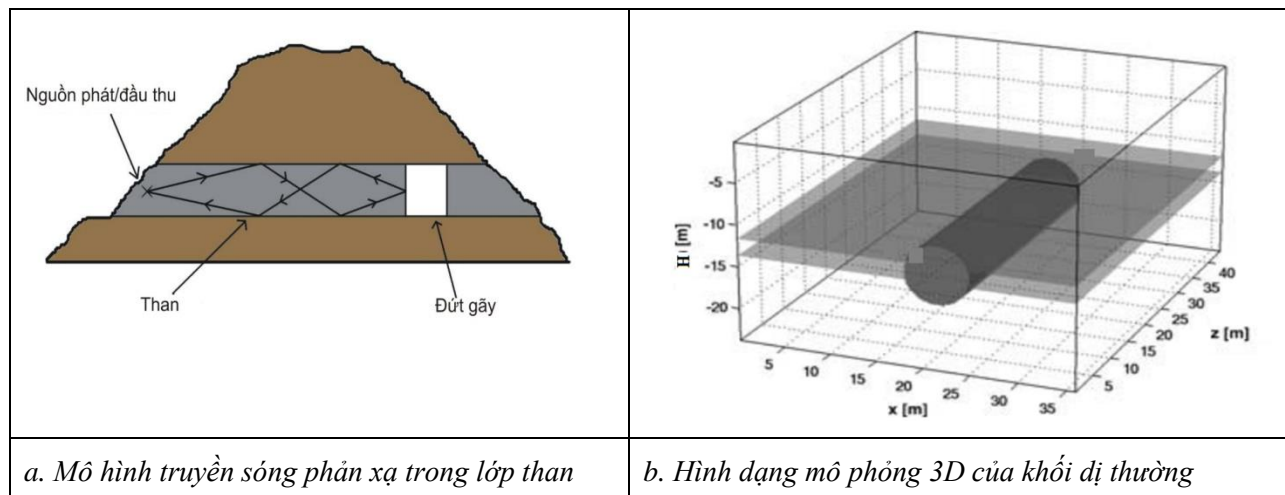 Nguồn phát/đầu thu
Than
Đứt gãy
-5
-10
-15
-20
H [m]
5
10
15
20
25
30
35
x [m]
5
10
15
20
25
30
35
40
z [m]
a. Mô hình truyền sóng phản xạ trong lớp than
b. Hình dạng mô phỏng 3D của khối dị thường